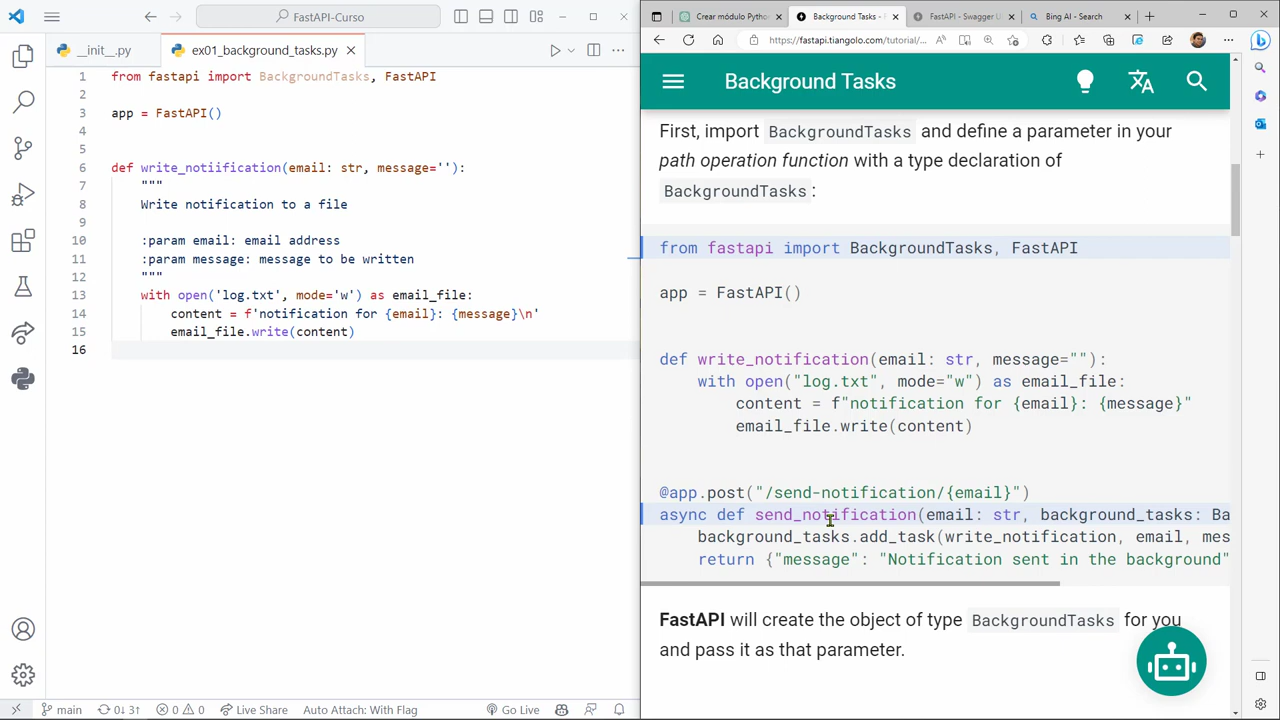 FastAPI-Curso
__init__.py
ex01_background_tasks.py
1 from fastapi import BackgroundTasks, FastAPI
2
3 app = FastAPI()
4
5
6 def write_notiification(email: str, message=''):
7 """
8 Write notification to a file
9
10 :param email: email address
11 :param message: message to be written
12 """
13 with open('log.txt', mode='w') as email_file:
14 content = f'notification for {email}: {message}\n'
15 email_file.write(content)
16
main
0↓ 3↑
0 0
Live Share
Auto Attach: With Flag
Go Live
Crear módulo Pytho
Background Tasks -
FastAPI - Swagger U
Bing AI - Search
https://fastapi.tiangolo.com/tutorial/...
Background Tasks
First, import BackgroundTasks and define a parameter in your
path operation function with a type declaration of
BackgroundTasks:
from fastapi import BackgroundTasks, FastAPI
app = FastAPI()
def write_notification(email: str, message=""):
with open("log.txt", mode="w") as email_file:
content = f"notification for {email}: {message}"
email_file.write(content)
@app.post("/send-notification/{email}")
async def send_notification(email: str, background_tasks: Ba
background_tasks.add_task(write_notification, email, mes
return {"message": "Notification sent in the background"
FastAPI will create the object of type BackgroundTasks for you
and pass it as that parameter.